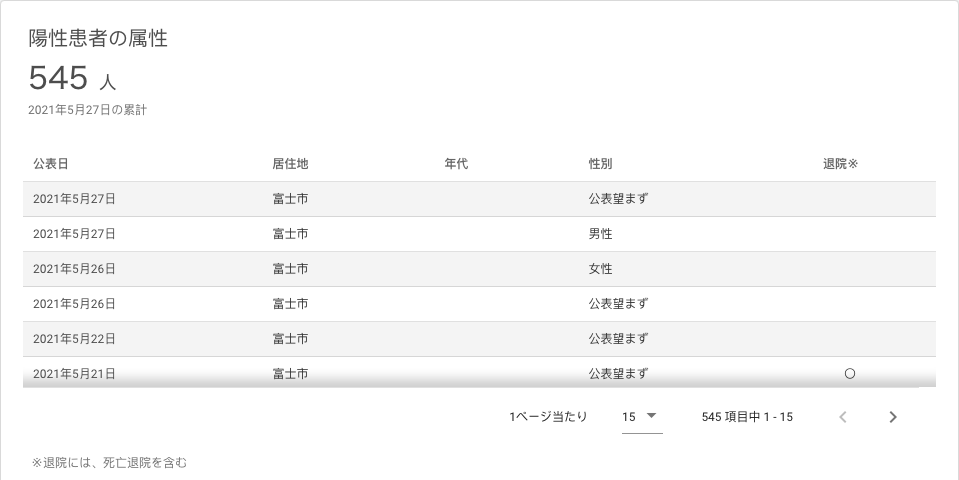 陽性患者の属性
545 人
2021年5月27日の累計
公表日 居住地 年代 性別 退院※
2021年5月27日 富士市 公表望まず
2021年5月27日 富士市 男性
2021年5月26日 富士市 女性
2021年5月26日 富士市 公表望まず
2021年5月22日 富士市 公表望まず
2021年5月21日 富士市 公表望まず ○
1ページ当たり 15 545 項目中 1 - 15
※退院には、死亡退院を含む